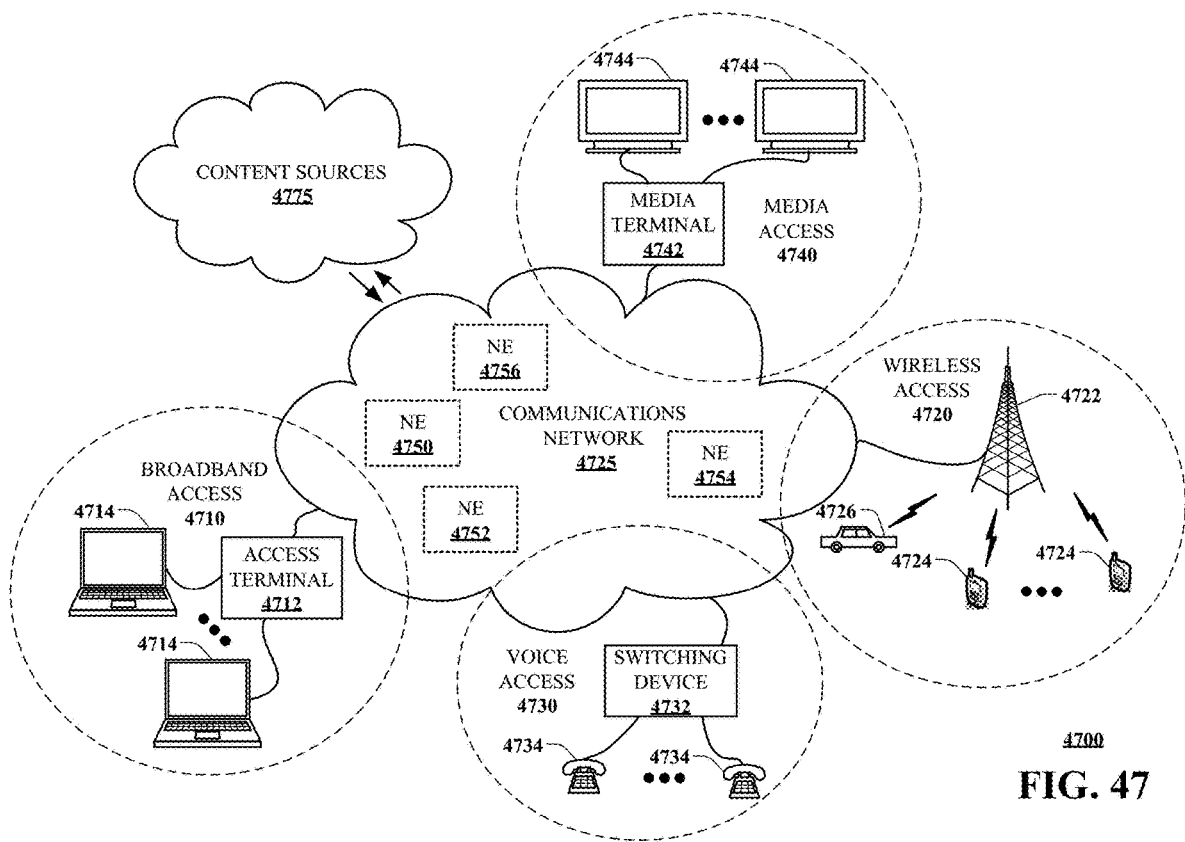 4744
4744
CONTENT SOURCES
4775
MEDIA
TERMINAL
4742
MEDIA
ACCESS
4740
NE
4756
WIRELESS
ACCESS
4720
4722
NE
4750
COMMUNICATIONS
NETWORK
4725
NE
4754
BROADBAND
ACCESS
4710
4714
NE
4752
4726
ACCESS
TERMINAL
4712
4724
4724
4714
VOICE
ACCESS
4730
SWITCHING
DEVICE
4732
4734
4734
4700
FIG. 47